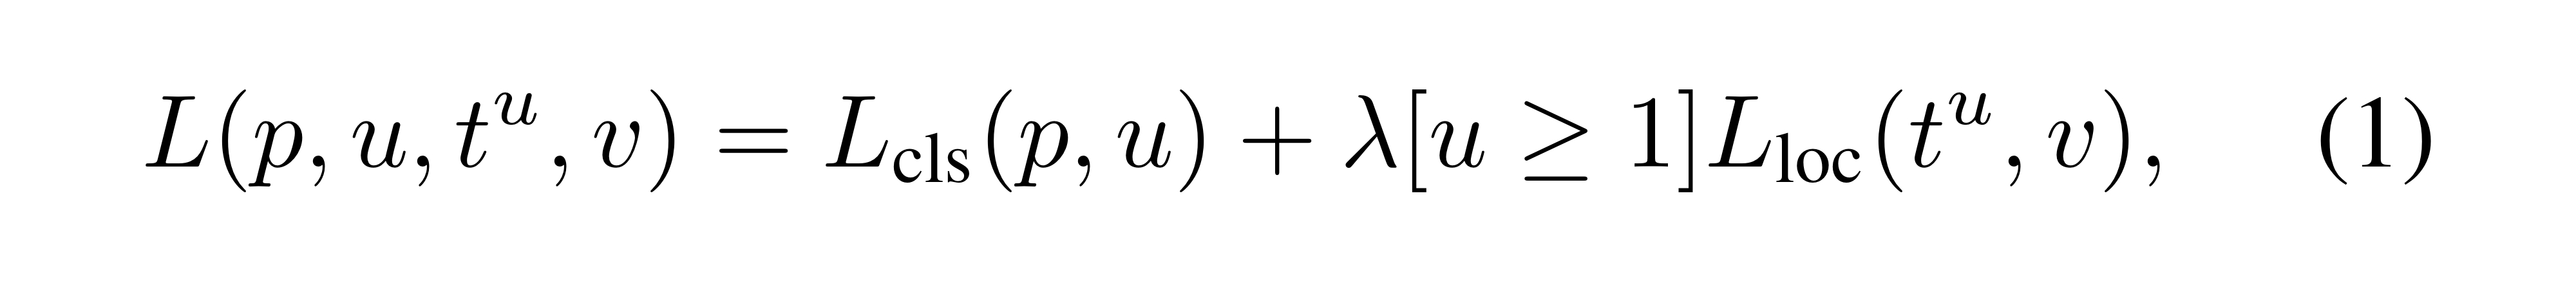 L(p, u, t^u, v) = L_cls(p, u) + λ[u ≥ 1]L_loc(t^u, v), (1)